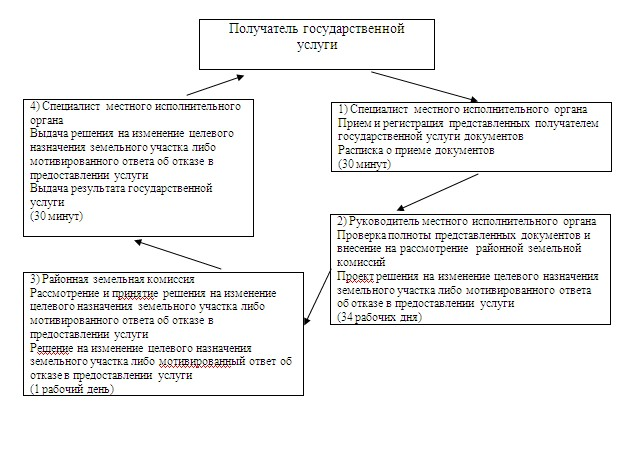 Получатель государственной
услуги
1) Специалист местного исполнительного органа
Прием и регистрация представленных получателем
государственной услуги документов
Расписка о приеме документов
(30 минут)
2) Руководитель местного исполнительного органа
Проверка полноты представленных документов и
внесение на рассмотрение районной земельной
комиссий
Проект решения на изменение целевого назначения
земельного участка либо мотивированного ответа
об отказе в предоставлении услуги
(34 рабочих дня)
3) Районная земельная комиссия
Рассмотрение и принятие решения на изменение
целевого назначения земельного участка либо
мотивированного ответа об отказе в
предоставлении услуги
Решение на изменение целевого назначения
земельного участка либо мотивированный ответ об
отказе в предоставлении услуги
(1 рабочий день)
4) Специалист местного исполнительного
органа
Выдача решения на изменение целевого
назначения земельного участка либо
мотивированного ответа об отказе в
предоставлении услуги
Выдача результата государственной
услуги
(30 минут)